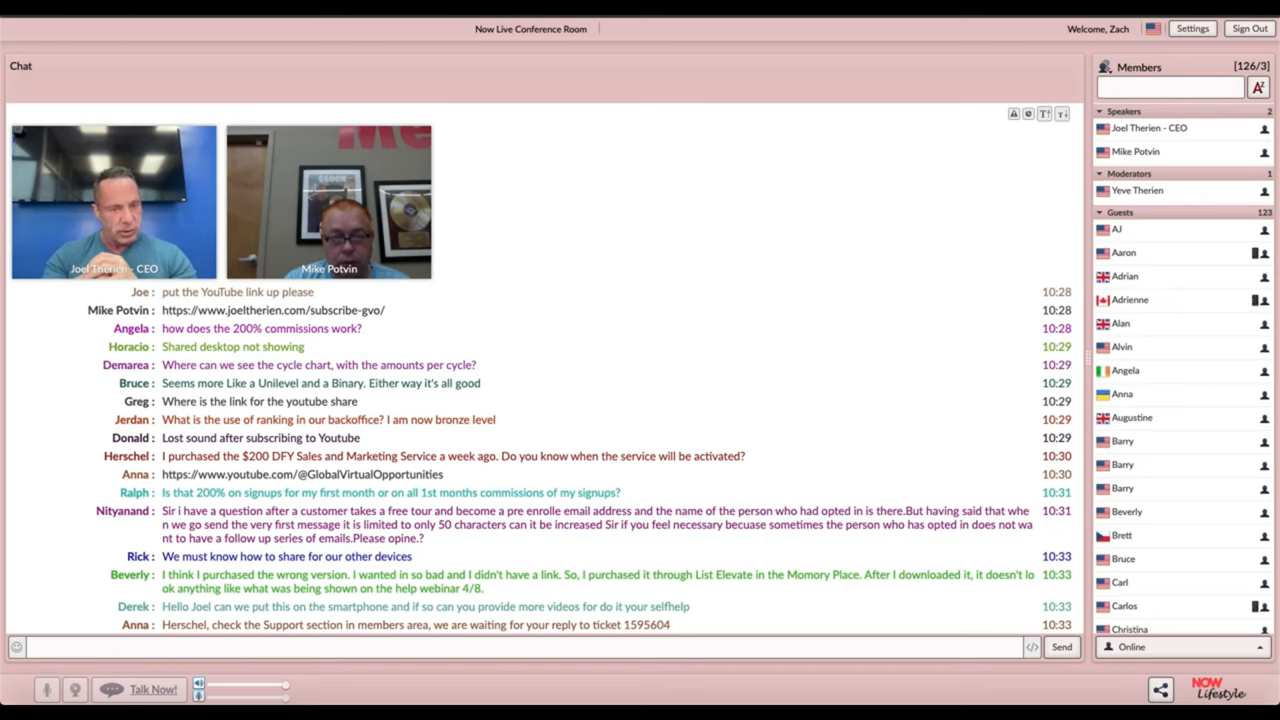 Now Live Conference Room
Welcome, Zach
Settings
Sign Out
Chat
Members
[126/3]
Speakers 2
Joel Therien - CEO
Mike Potvin
Moderators 1
Yeve Therien
Guests 123
AJ
Aaron
Adrian
Adrienne
Alan
Alvin
Angela
Anna
Augustine
Barry
Barry
Barry
Beverly
Brett
Bruce
Carl
Carlos
Christina
Online
$500K
Joel Therien - CEO
Mike Potvin
Joe : put the YouTube link up please 10:28
Mike Potvin : https://www.joeltherien.com/subscribe-gvo/ 10:28
Angela : how does the 200% commissions work? 10:28
Horacio : Shared desktop not showing 10:29
Demarea : Where can we see the cycle chart, with the amounts per cycle? 10:29
Bruce : Seems more Like a Unilevel and a Binary. Either way it's all good 10:29
Greg : Where is the link for the youtube share 10:29
Jerdan : What is the use of ranking in our backoffice? I am now bronze level 10:29
Donald : Lost sound after subscribing to Youtube 10:29
Herschel : I purchased the $200 DFY Sales and Marketing Service a week ago. Do you know when the service will be activated? 10:30
Anna : https://www.youtube.com/@GlobalVirtualOpportunities 10:30
Ralph : Is that 200% on signups for my first month or on all 1st months commissions of my signups? 10:31
Nityanand : Sir i have a question after a customer takes a free tour and become a pre enrolle email address and the name of the person who had opted in is there.But having said that whe 10:31
n we go send the very first message it is limited to only 50 characters can it be increased Sir if you feel necessary becuase sometimes the person who has opted in does not wa
nt to have a follow up series of emails.Please opine.?
Rick : We must know how to share for our other devices 10:33
Beverly : I think I purchased the wrong version. I wanted in so bad and I didn't have a link. So, I purchased it through List Elevate in the Momory Place. After I downloaded it, it doesn't lo 10:33
ok anything like what was being shown on the help webinar 4/8.
Derek : Hello Joel can we put this on the smartphone and if so can you provide more videos for do it your selfhelp 10:33
Anna : Herschel, check the Support section in members area, we are waiting for your reply to ticket 1595604 10:33
Send
Talk Now!
NOW
Lifestyle